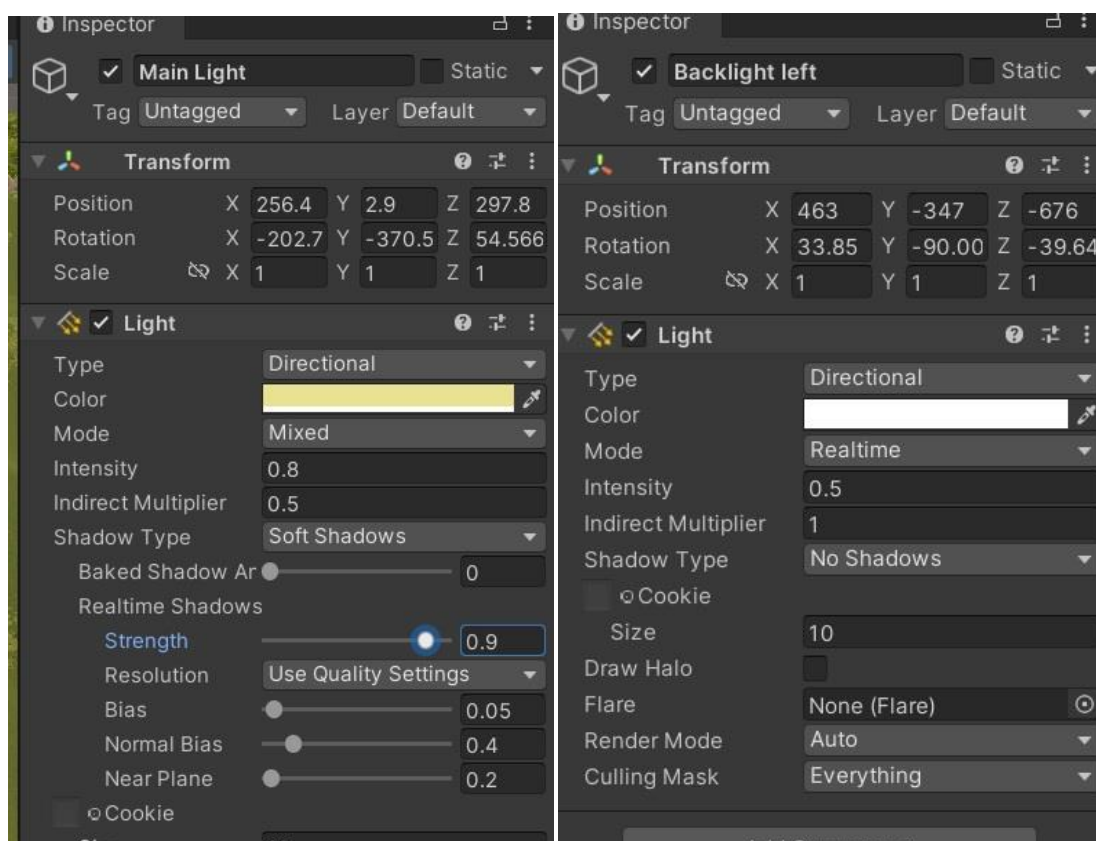 Inspector
Main Light
Static
Tag Untagged Layer Default
Transform
Position X 256.4 Y 2.9 Z 297.8
Rotation X -202.7 Y -370.5 Z 54.566
Scale X 1 Y 1 Z 1
Light
Type Directional
Color
Mode Mixed
Intensity 0.8
Indirect Multiplier 0.5
Shadow Type Soft Shadows
Baked Shadow Ar 0
Realtime Shadows
Strength 0.9
Resolution Use Quality Settings
Bias 0.05
Normal Bias 0.4
Near Plane 0.2
Cookie
Inspector
Backlight left
Static
Tag Untagged Layer Default
Transform
Position X 463 Y -347 Z -676
Rotation X 33.85 Y -90.00 Z -39.64
Scale X 1 Y 1 Z 1
Light
Type Directional
Color
Mode Realtime
Intensity 0.5
Indirect Multiplier 1
Shadow Type No Shadows
Cookie
Size 10
Draw Halo
Flare None (Flare)
Render Mode Auto
Culling Mask Everything